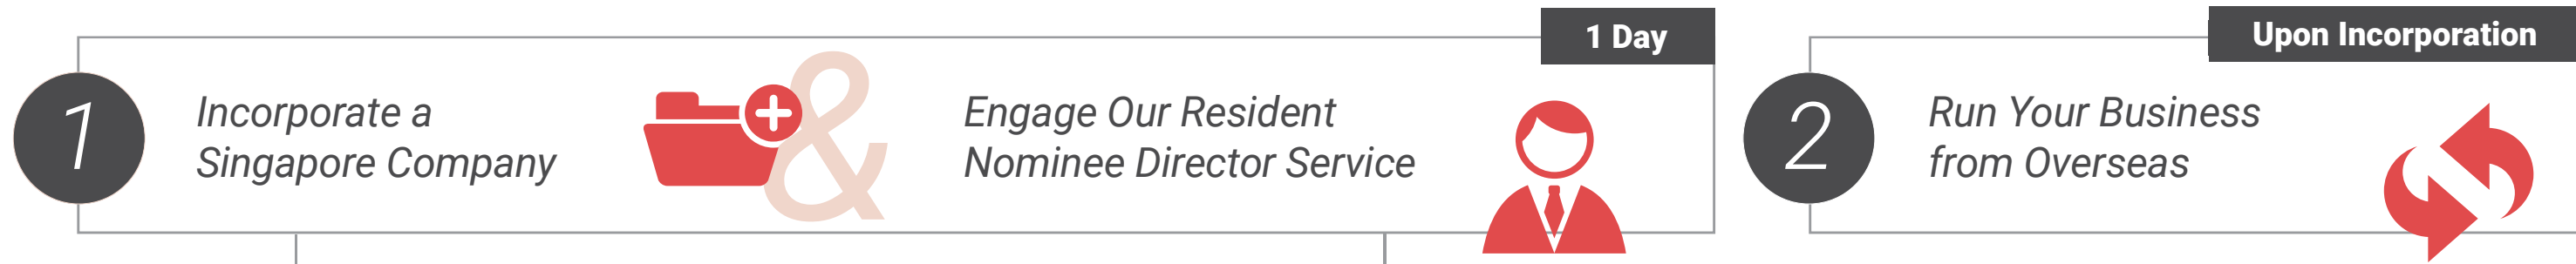 1 Day
1
Incorporate a
Singapore Company
&
Engage Our Resident
Nominee Director Service
Upon Incorporation
2
Run Your Business
from Overseas